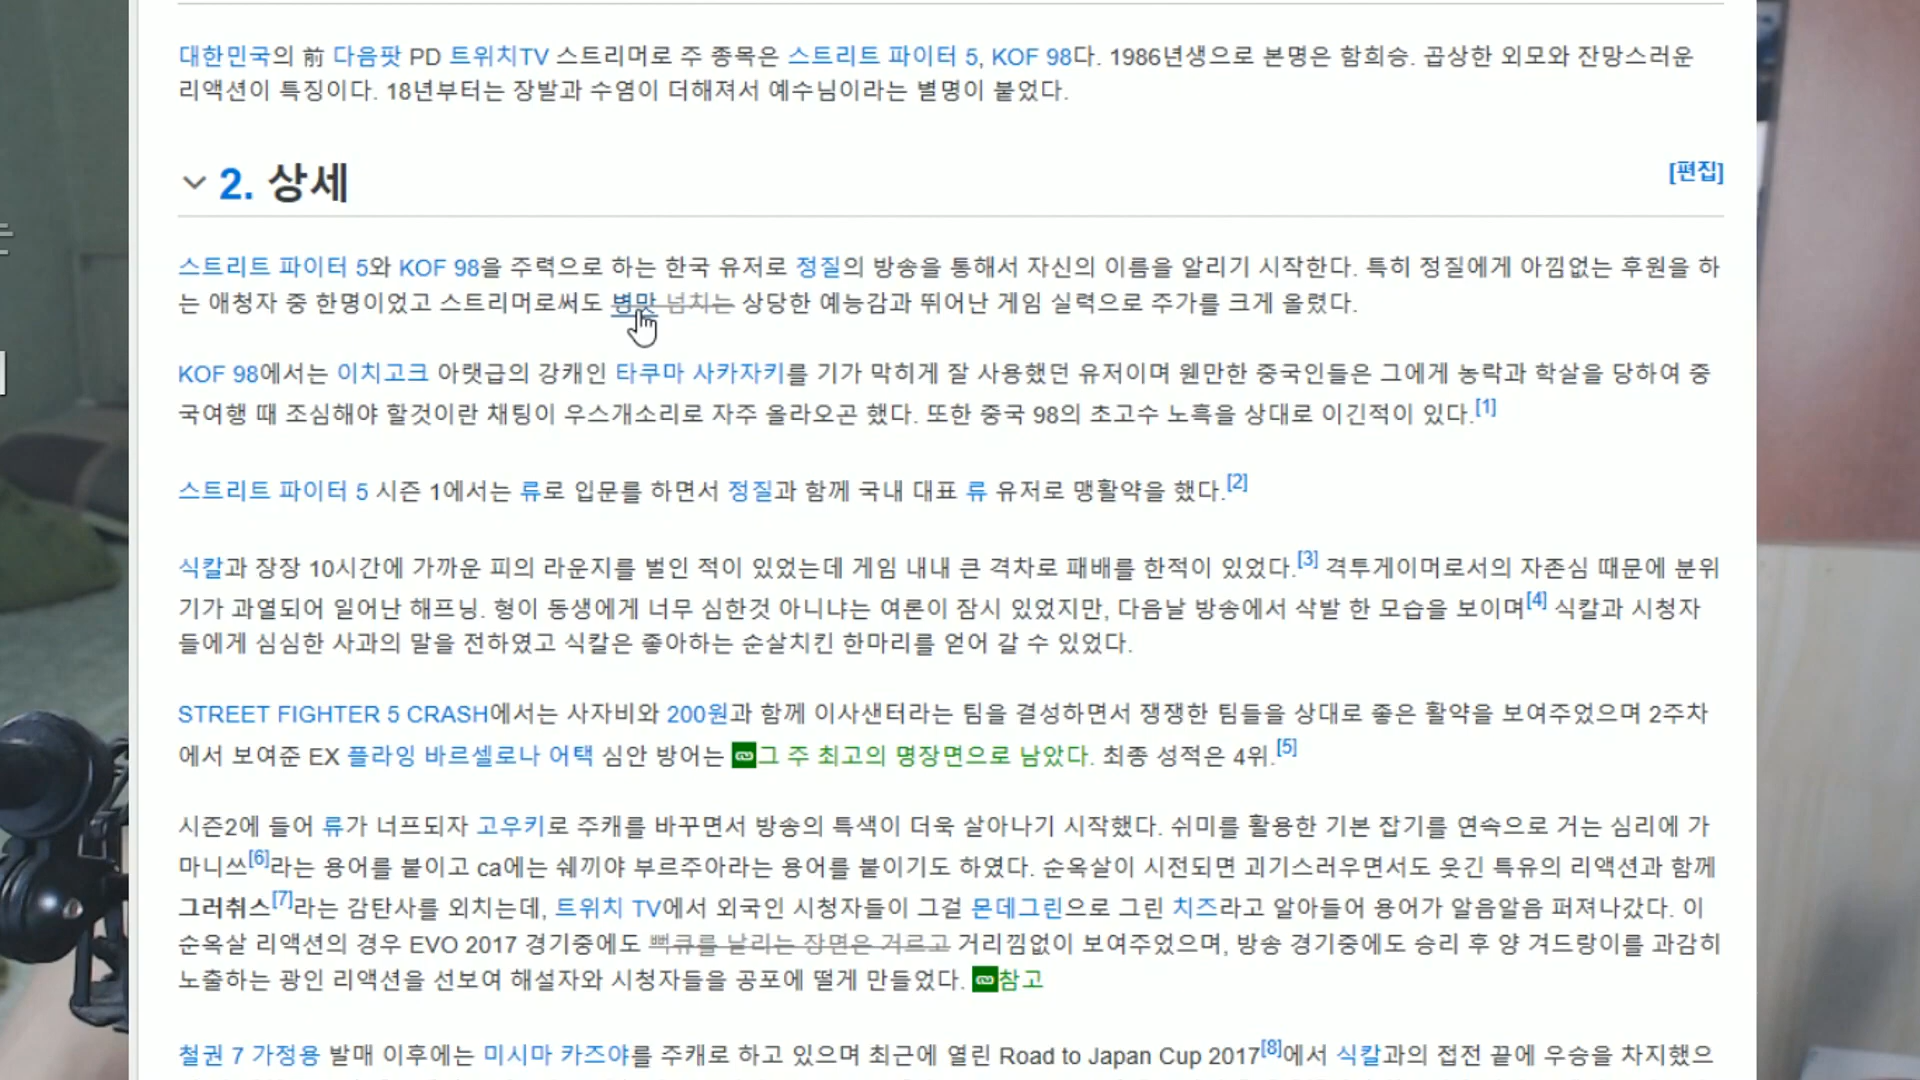 대한민국의 前 다음팟 PD 트위치TV 스트리머로 주 종목은 스트리트 파이터 5, KOF 98다. 1986년생으로 본명은 함희승. 곱상한 외모와 잔망스러운
리액션이 특징이다. 18년부터는 장발과 수염이 더해져서 예수님이라는 별명이 붙었다.
2. 상세
[편집]
스트리트 파이터 5와 KOF 98을 주력으로 하는 한국 유저로 정질의 방송을 통해서 자신의 이름을 알리기 시작한다. 특히 정질에게 아낌없는 후원을 하
는 애청자 중 한명이었고 스트리머로써도 병맛 넘치는 상당한 예능감과 뛰어난 게임 실력으로 주가를 크게 올렸다.
KOF 98에서는 이치고크 아랫급의 강캐인 타쿠마 사카자키를 기가 막히게 잘 사용했던 유저이며 웬만한 중국인들은 그에게 농락과 학살을 당하여 중
국여행 때 조심해야 할것이란 채팅이 우스개소리로 자주 올라오곤 했다. 또한 중국 98의 초고수 노흑을 상대로 이긴적이 있다.[1]
스트리트 파이터 5 시즌 1에서는 류로 입문를 하면서 정질과 함께 국내 대표 류 유저로 맹활약을 했다.[2]
식칼과 장장 10시간에 가까운 피의 라운지를 벌인 적이 있었는데 게임 내내 큰 격차로 패배를 한적이 있었다.[3] 격투게이머로서의 자존심 때문에 분위
기가 과열되어 일어난 해프닝. 형이 동생에게 너무 심한것 아니냐는 여론이 잠시 있었지만, 다음날 방송에서 삭발 한 모습을 보이며[4] 식칼과 시청자
들에게 심심한 사과의 말을 전하였고 식칼은 좋아하는 순살치킨 한마리를 얻어 갈 수 있었다.
STREET FIGHTER 5 CRASH에서는 사자비와 200원과 함께 이사샌터라는 팀을 결성하면서 쟁쟁한 팀들을 상대로 좋은 활약을 보여주었으며 2주차
에서 보여준 EX 플라잉 바르셀로나 어택 심안 방어는 그 주 최고의 명장면으로 남았다. 최종 성적은 4위.[5]
시즌2에 들어 류가 너프되자 고우키로 주캐를 바꾸면서 방송의 특색이 더욱 살아나기 시작했다. 쉬미를 활용한 기본 잡기를 연속으로 거는 심리에 가
마니쓰[6]라는 용어를 붙이고 ca에는 쉐끼야 부르주아라는 용어를 붙이기도 하였다. 순옥살이 시전되면 괴기스러우면서도 웃긴 특유의 리액션과 함께
그러취스[7]라는 감탄사를 외치는데, 트위치 TV에서 외국인 시청자들이 그걸 몬데그린으로 그린 치즈라고 알아들어 용어가 알음알음 퍼져나갔다. 이
순옥살 리액션의 경우 EVO 2017 경기중에도 뻐큐를 날리는 장면은 거르고 거리낌없이 보여주었으며, 방송 경기중에도 승리 후 양 겨드랑이를 과감히
노출하는 광인 리액션을 선보여 해설자와 시청자들을 공포에 떨게 만들었다. 참고
철권 7 가정용 발매 이후에는 미시마 카즈야를 주캐로 하고 있으며 최근에 열린 Road to Japan Cup 2017[8]에서 식칼과의 접전 끝에 우승을 차지했으